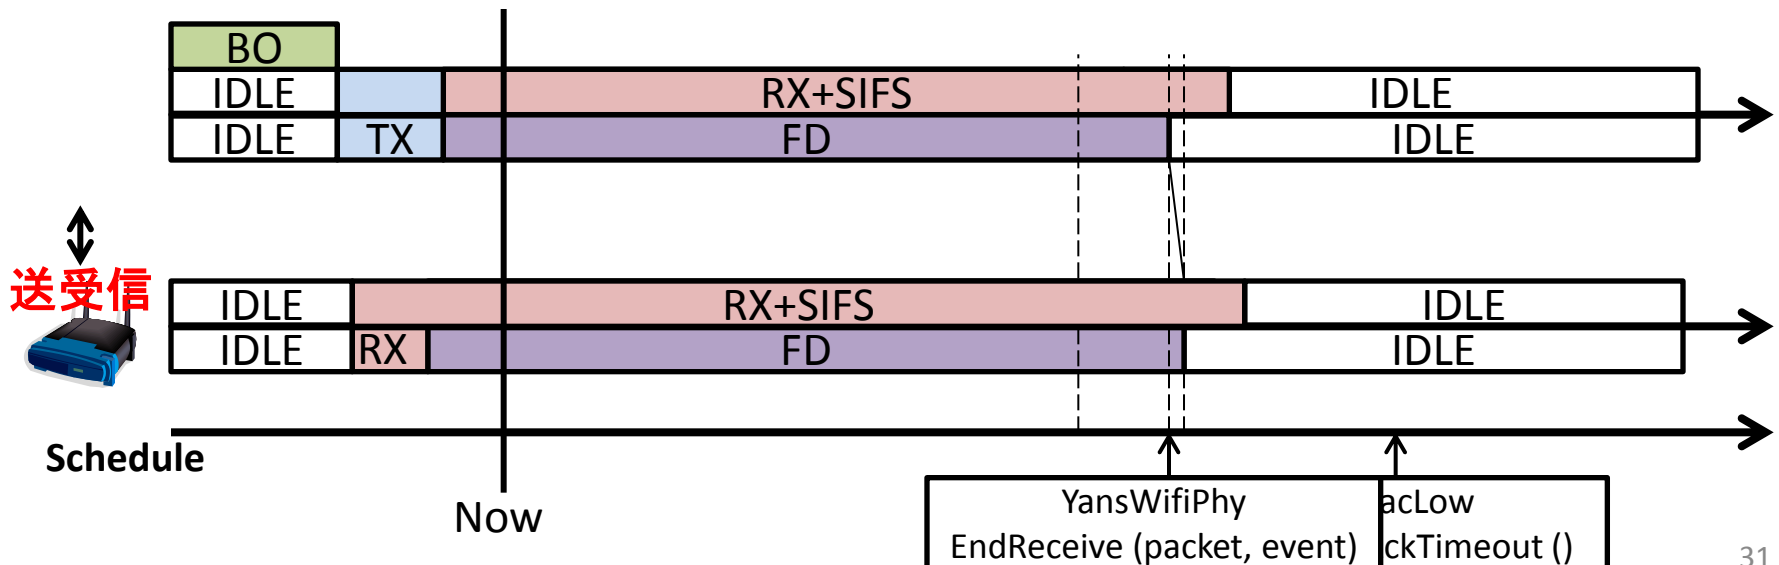 BO
IDLE RX+SIFS IDLE
IDLE TX FD IDLE
送受信
IDLE RX+SIFS IDLE
IDLE RX FD IDLE
Schedule
Now
YansWifiPhy
EndReceive (packet, event)
acLow
ckTimeout ()
31